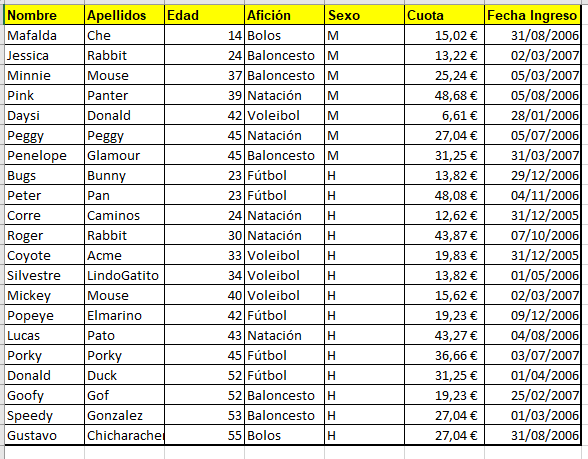 Nombre Apellidos Edad Afición Sexo Cuota Fecha Ingreso
Mafalda Che 14 Bolos M 15,02 € 31/08/2006
Jessica Rabbit 24 Baloncesto M 13,22 € 02/03/2007
Minnie Mouse 37 Baloncesto M 25,24 € 05/03/2007
Pink Panter 39 Natación M 48,68 € 05/08/2006
Daysi Donald 42 Voleibol M 6,61 € 28/01/2006
Peggy Peggy 45 Natación M 27,04 € 05/07/2006
Penelope Glamour 45 Baloncesto M 31,25 € 31/03/2007
Bugs Bunny 23 Fútbol H 13,82 € 29/12/2006
Peter Pan 23 Fútbol H 48,08 € 04/11/2006
Corre Caminos 24 Natación H 12,62 € 31/12/2005
Roger Rabbit 30 Natación H 43,87 € 07/10/2006
Coyote Acme 33 Voleibol H 19,83 € 31/12/2005
Silvestre LindoGatito 34 Voleibol H 13,82 € 01/05/2006
Mickey Mouse 40 Voleibol H 15,62 € 02/03/2007
Popeye Elmarino 42 Fútbol H 19,23 € 09/12/2006
Lucas Pato 43 Natación H 43,27 € 04/08/2006
Porky Porky 45 Fútbol H 36,66 € 03/07/2007
Donald Duck 52 Fútbol H 31,25 € 01/04/2006
Goofy Gof 52 Baloncesto H 19,23 € 25/02/2007
Speedy Gonzalez 53 Baloncesto H 27,04 € 01/03/2006
Gustavo Chicharacher 55 Bolos H 27,04 € 31/08/2006